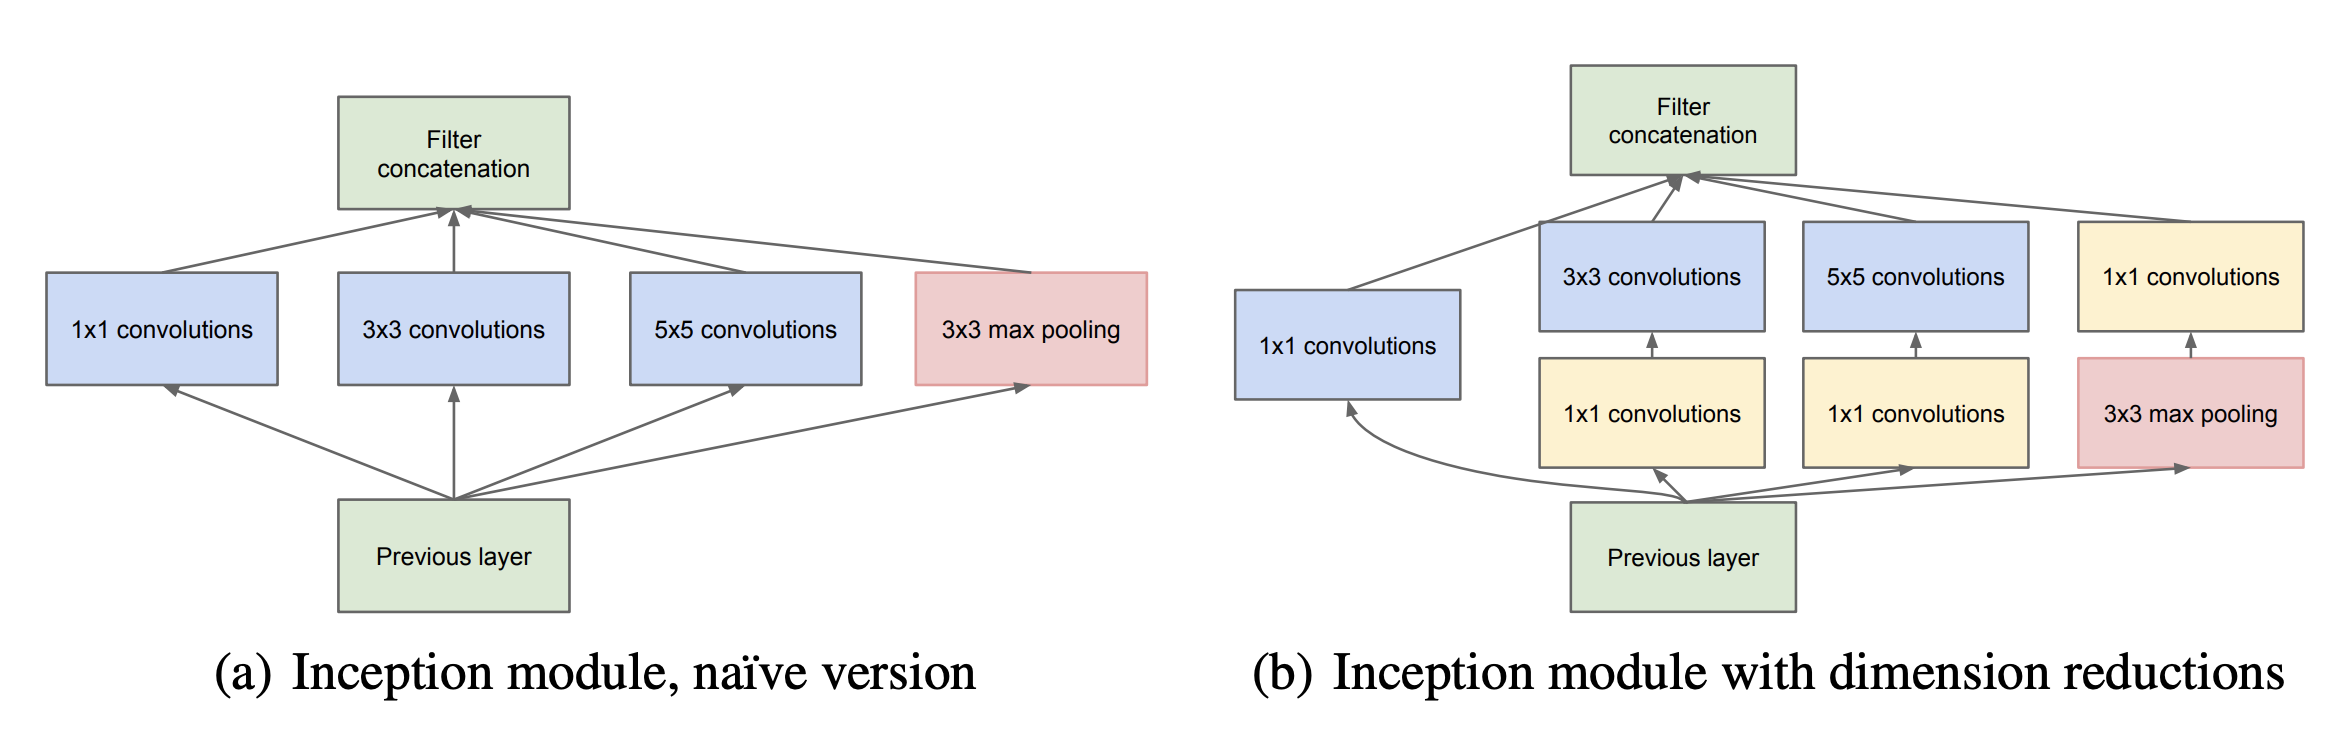 Filter
concatenation
1x1 convolutions
3x3 convolutions
5x5 convolutions
3x3 max pooling
Previous layer
(a) Inception module, naïve version
Filter
concatenation
1x1 convolutions
3x3 convolutions
5x5 convolutions
1x1 convolutions
1x1 convolutions
1x1 convolutions
3x3 max pooling
Previous layer
(b) Inception module with dimension reductions